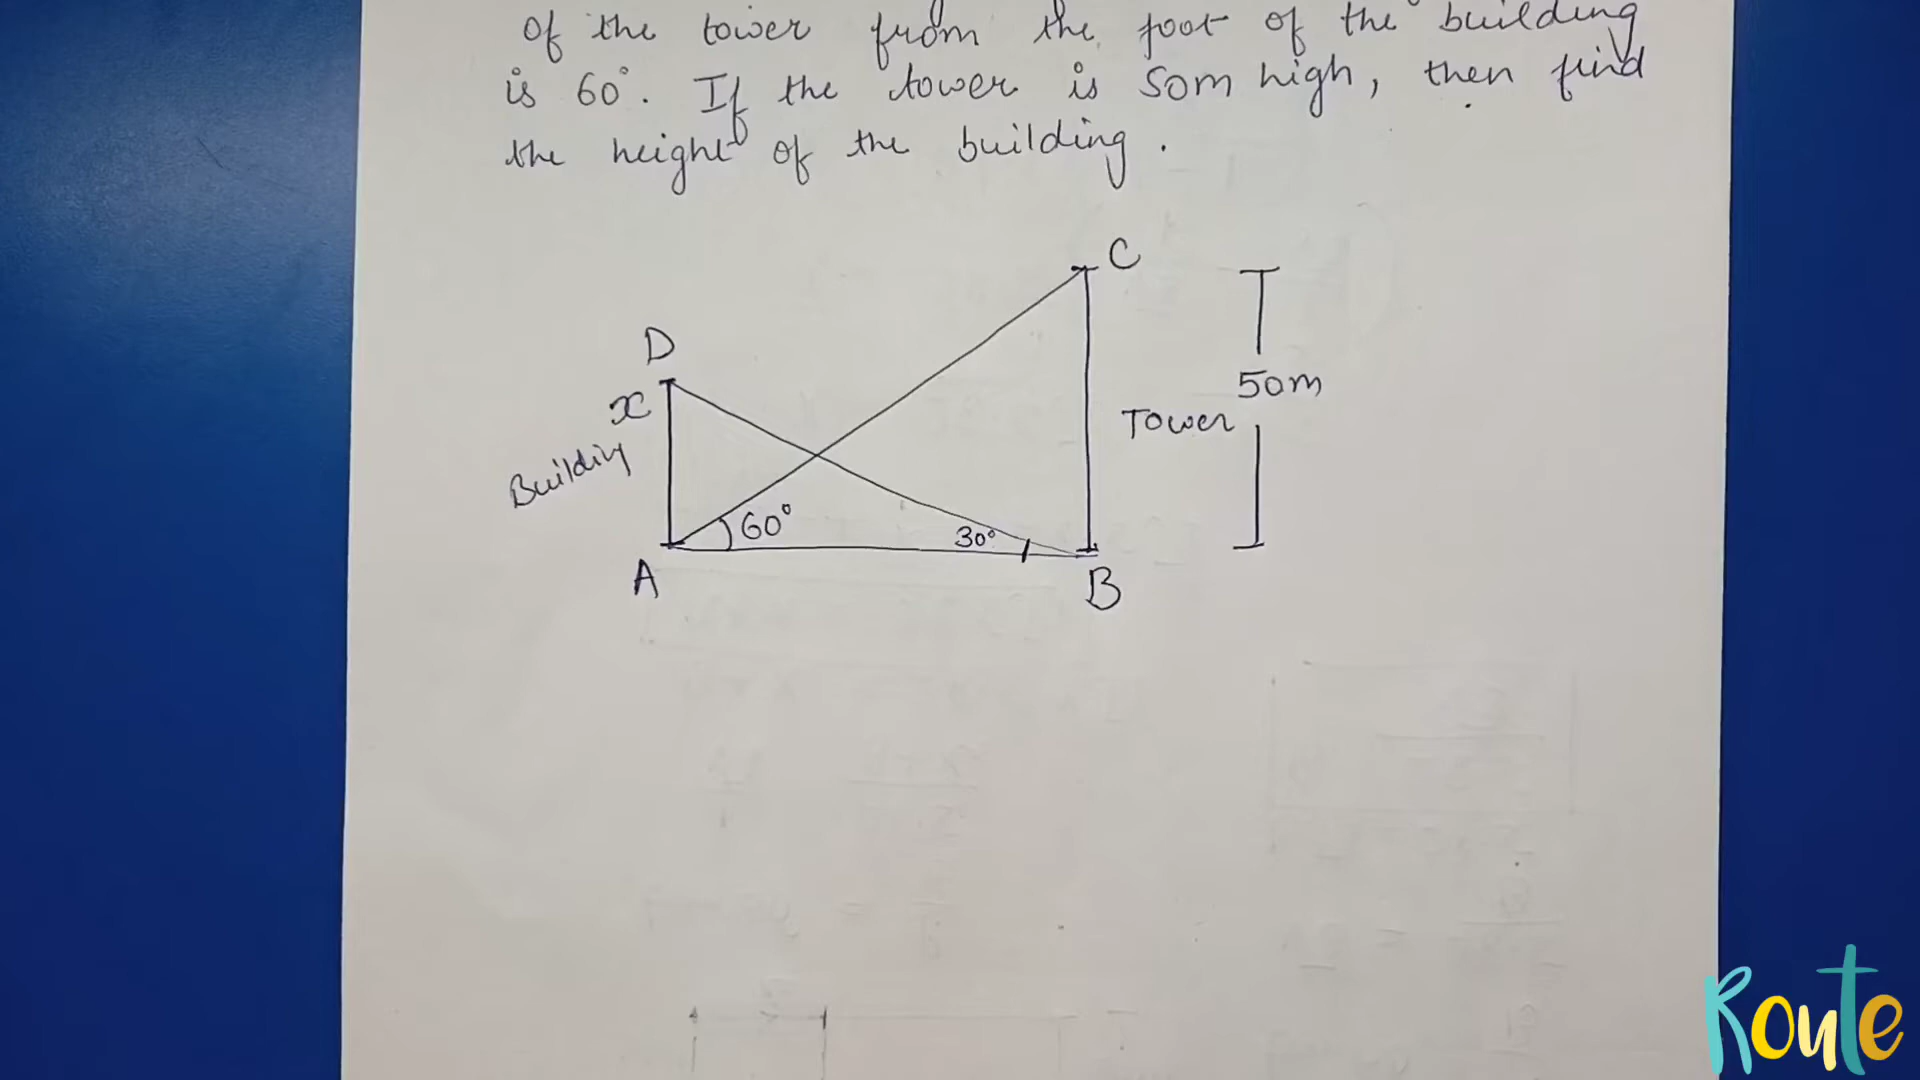 of the tower from the foot of the building
is 60°. If the tower is 50m high, then find
the height of the building.
C
D
x
50m
Tower
Building
60°
30°
A
B
Route